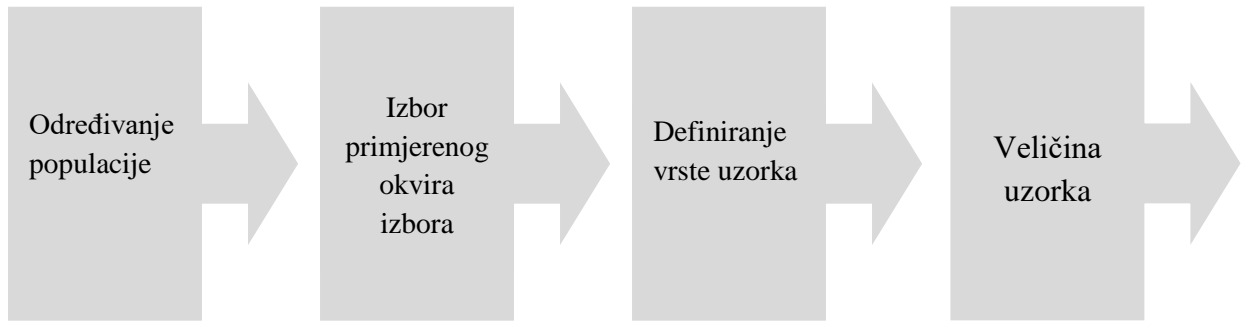 Određivanje
populacije
Izbor
primjerenog
okvira
izbora
Definiranje
vrste uzorka
Veličina
uzorka